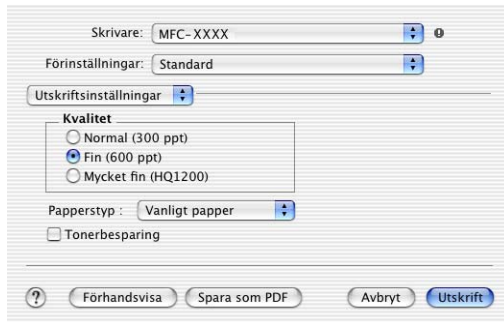 Skrivare: MFC-XXXX
Förinställningar: Standard
Utskriftsinställningar
Kvalitet
Normal (300 ppt)
Fin (600 ppt)
Mycket fin (HQ1200)
Papperstyp : Vanligt papper
Tonerbesparing
? Förhandsvisa Spara som PDF Avbryt Utskrift